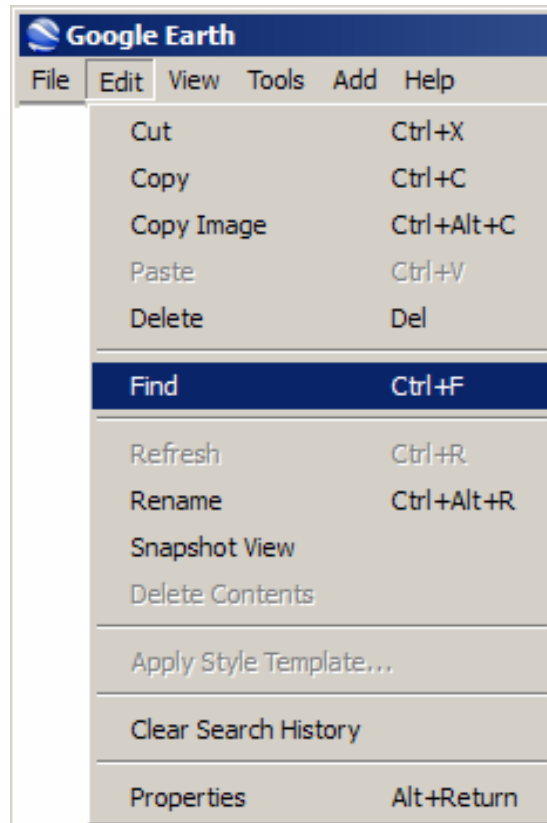 Google Earth
File Edit View Tools Add Help
Cut Ctrl+X
Copy Ctrl+C
Copy Image Ctrl+Alt+C
Paste Ctrl+V
Delete Del
Find Ctrl+F
Refresh Ctrl+R
Rename Ctrl+Alt+R
Snapshot View
Delete Contents
Apply Style Template...
Clear Search History
Properties Alt+Return